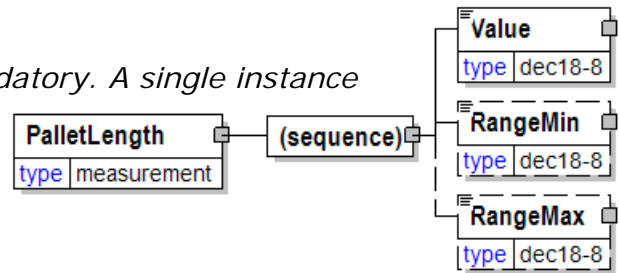 Value
type dec18-8
datory. A single instance
PalletLength
type measurement
(sequence)
RangeMin
type dec18-8
RangeMax
type dec18-8